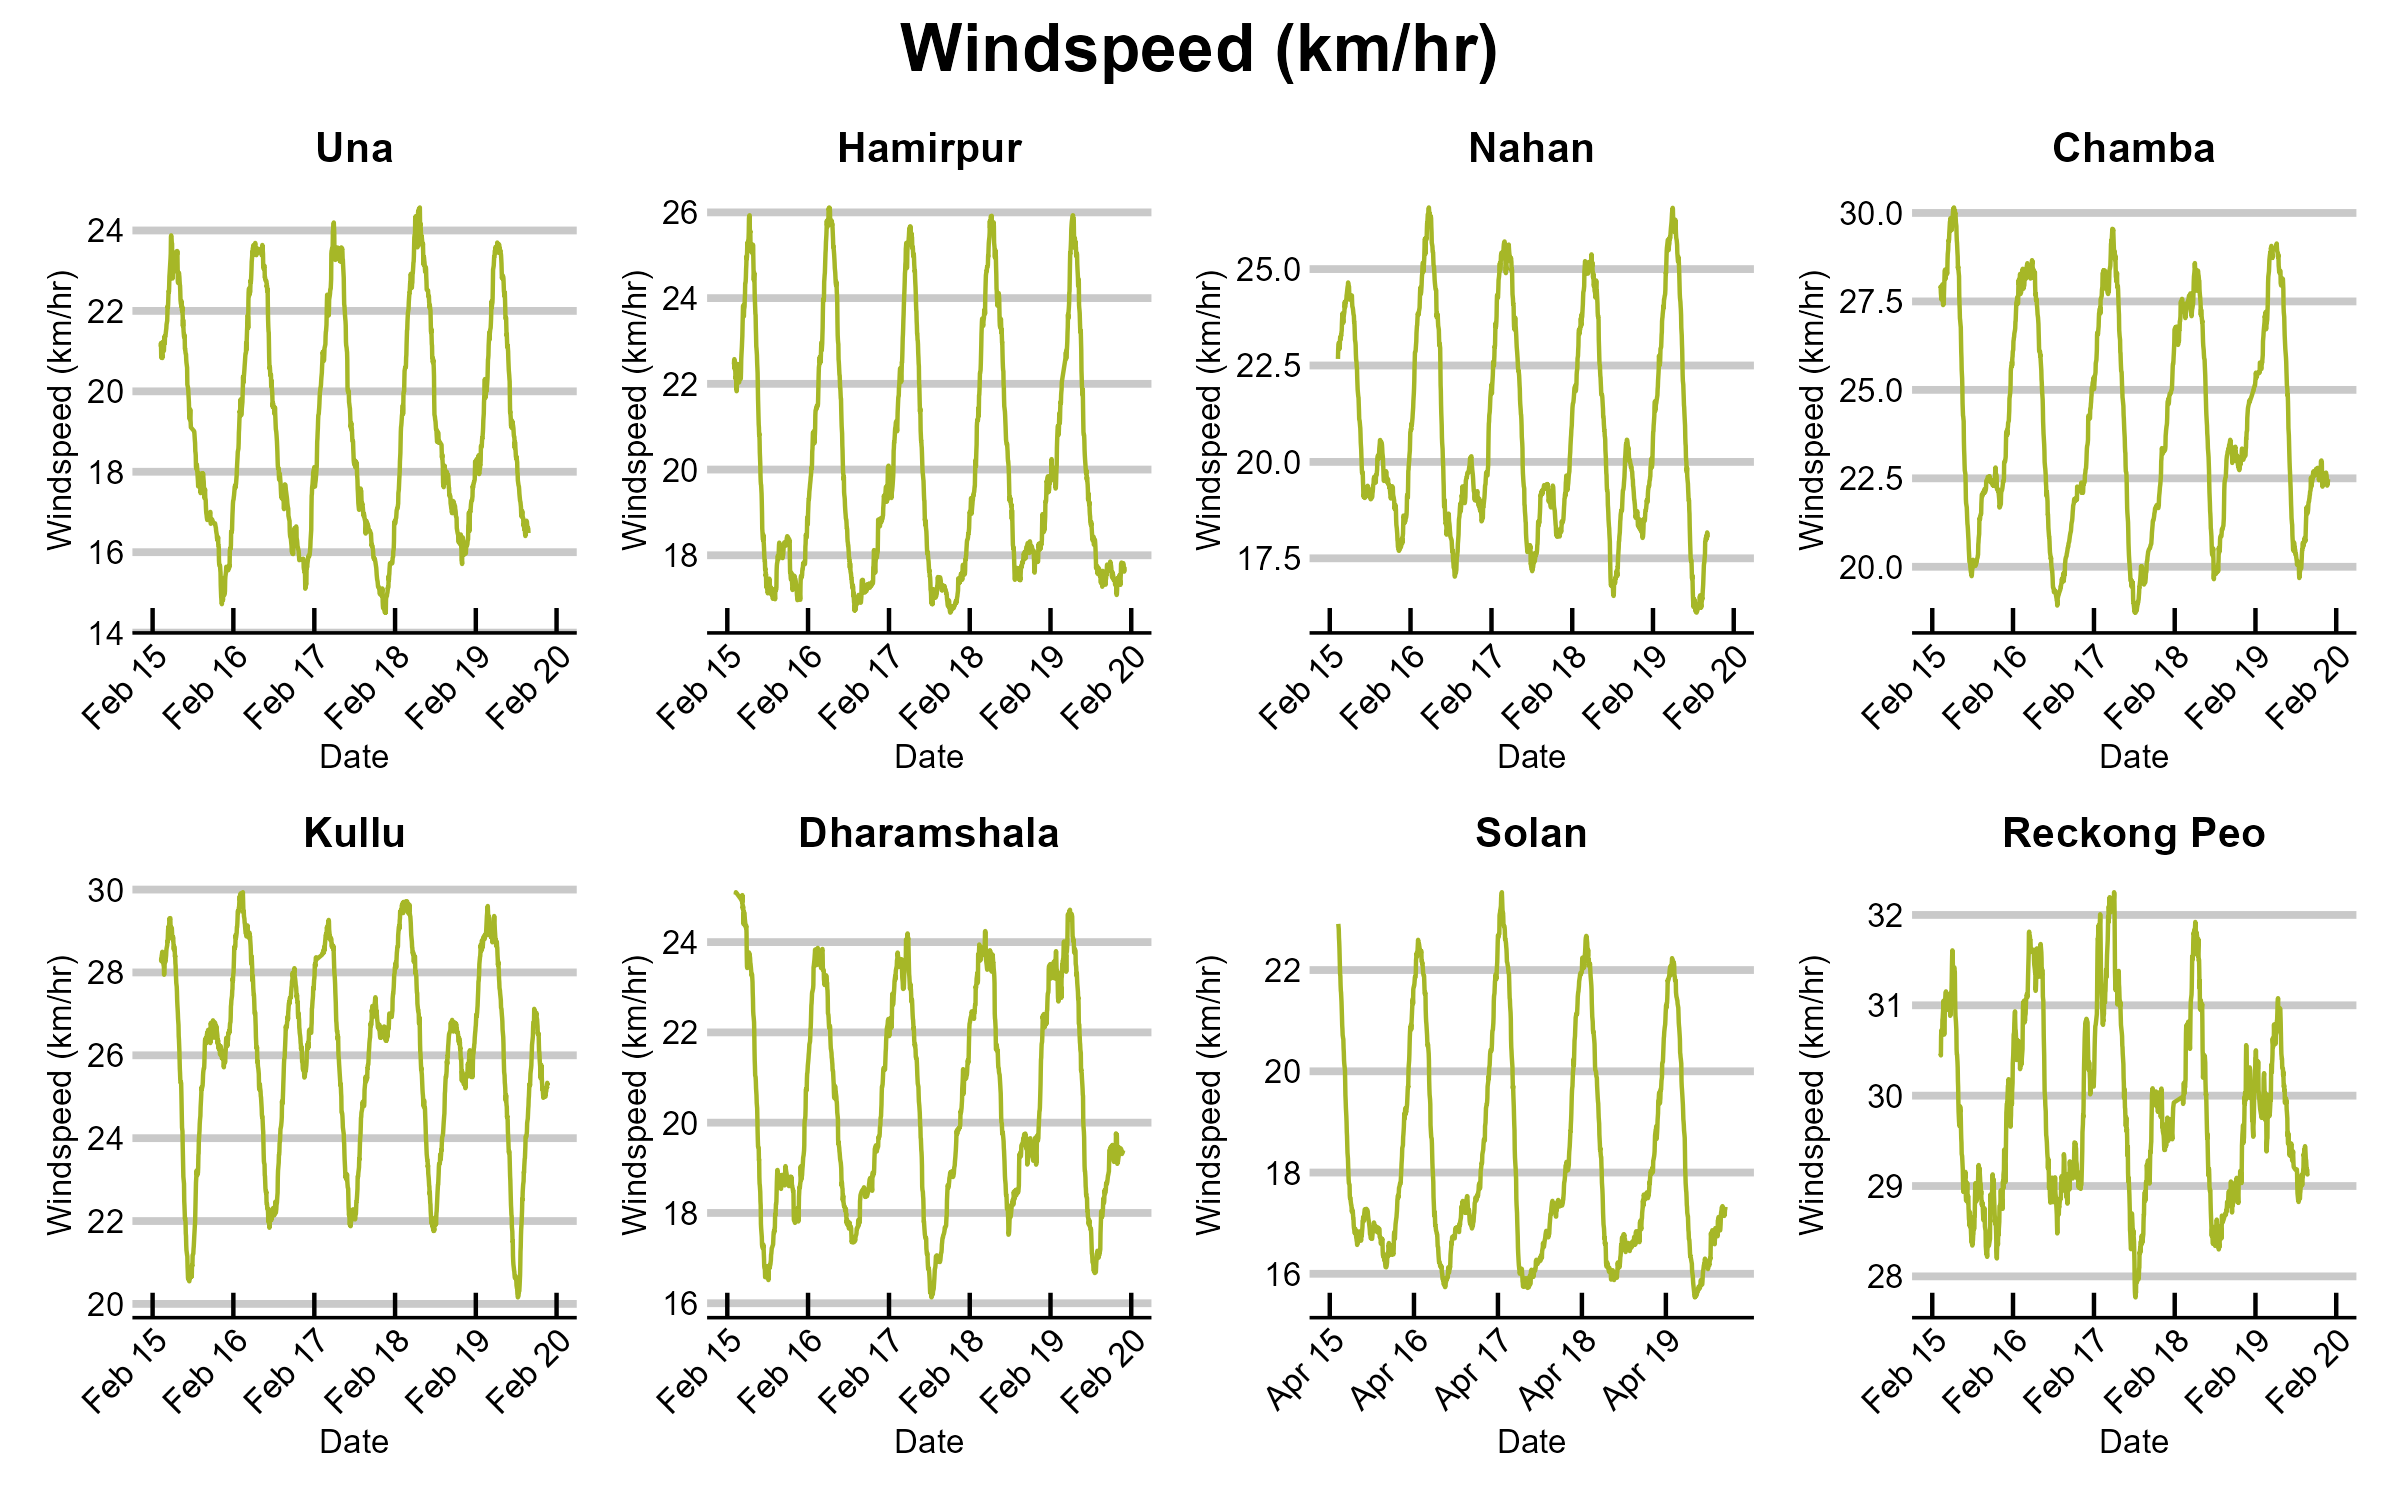 Windspeed (km/hr)
Una
Windspeed (km/hr)
24
22
20
18
16
14
Feb 15
Feb 16
Feb 17
Feb 18
Feb 19
Feb 20
Date
Hamirpur
Windspeed (km/hr)
26
24
22
20
18
Feb 15
Feb 16
Feb 17
Feb 18
Feb 19
Feb 20
Date
Nahan
Windspeed (km/hr)
25.0
22.5
20.0
17.5
Feb 15
Feb 16
Feb 17
Feb 18
Feb 19
Feb 20
Date
Chamba
Windspeed (km/hr)
30.0
27.5
25.0
22.5
20.0
Feb 15
Feb 16
Feb 17
Feb 18
Feb 19
Feb 20
Date
Kullu
Windspeed (km/hr)
30
28
26
24
22
20
Feb 15
Feb 16
Feb 17
Feb 18
Feb 19
Feb 20
Date
Dharamshala
Windspeed (km/hr)
24
22
20
18
16
Feb 15
Feb 16
Feb 17
Feb 18
Feb 19
Feb 20
Date
Solan
Windspeed (km/hr)
22
20
18
16
Apr 15
Apr 16
Apr 17
Apr 18
Apr 19
Date
Reckong Peo
Windspeed (km/hr)
32
31
30
29
28
Feb 15
Feb 16
Feb 17
Feb 18
Feb 19
Feb 20
Date